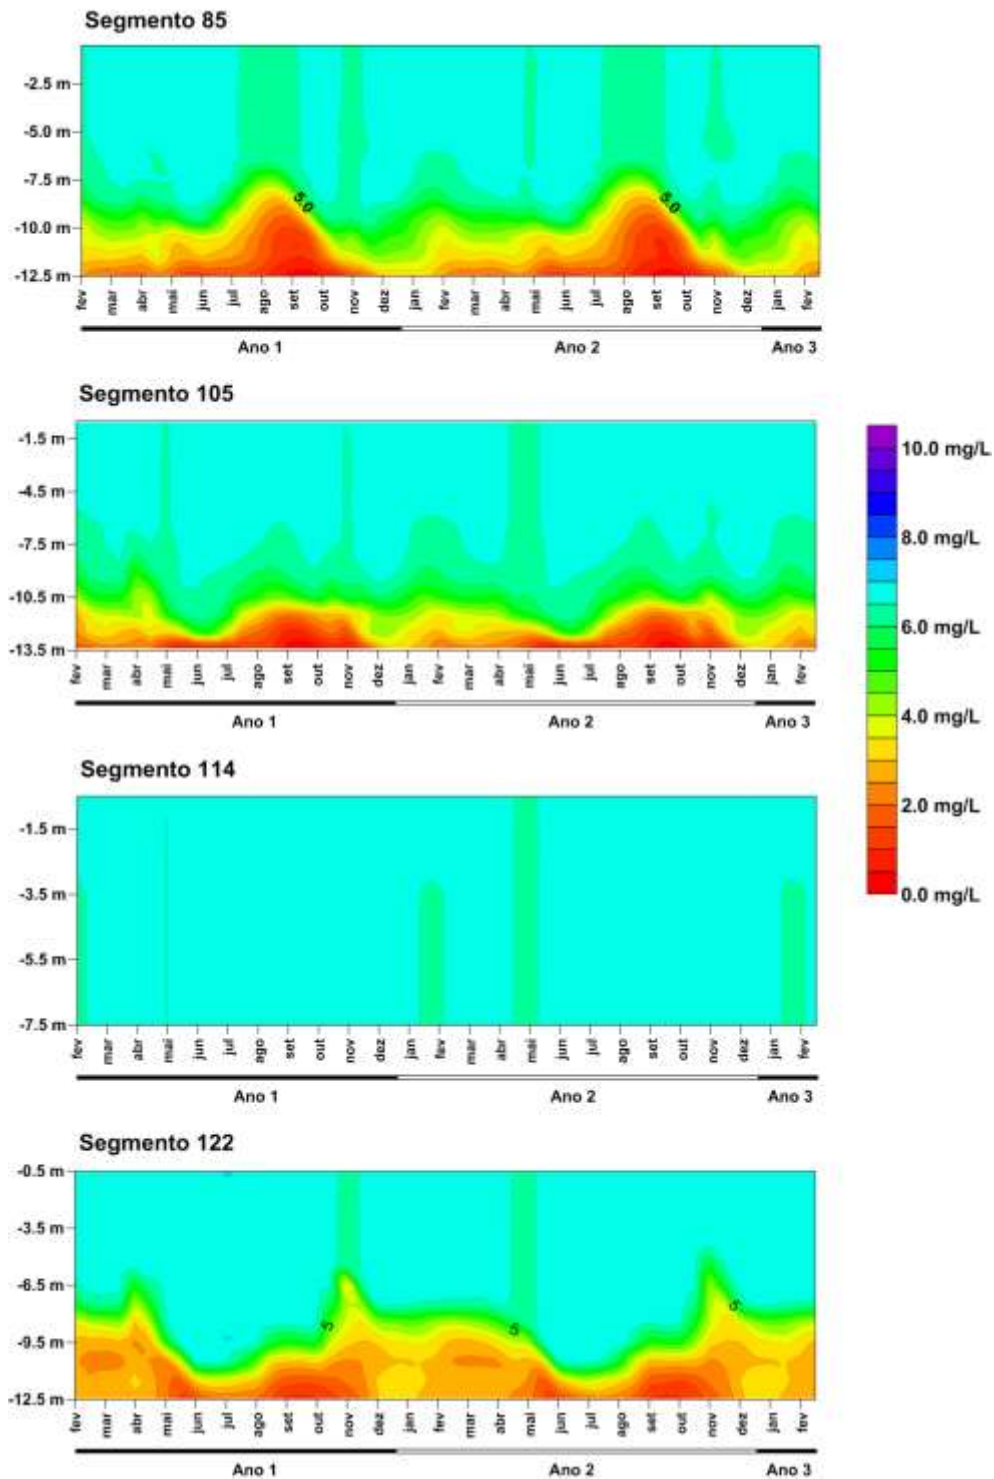 Segmento 85
-2.5 m
-5.0 m
-7.5 m
-10.0 m
-12.5 m
5.0 5.0
fev mar abr mai jun jul ago set out nov dez jan fev mar abr mai jun jul ago set out nov dez jan fev
Ano 1 Ano 2 Ano 3
Segmento 105
-1.5 m
-4.5 m
-7.5 m
-10.5 m
-13.5 m
fev mar abr mai jun jul ago set out nov dez jan fev mar abr mai jun jul ago set out nov dez jan fev
Ano 1 Ano 2 Ano 3
10.0 mg/L
8.0 mg/L
6.0 mg/L
4.0 mg/L
2.0 mg/L
0.0 mg/L
Segmento 114
-1.5 m
-3.5 m
-5.5 m
-7.5 m
fev mar abr mai jun jul ago set out nov dez jan fev mar abr mai jun jul ago set out nov dez jan fev
Ano 1 Ano 2 Ano 3
Segmento 122
-0.5 m
-3.5 m
-6.5 m
-9.5 m
-12.5 m
5 5 5.
fev mar abr mai jun jul ago set out nov dez jan fev mar abr mai jun jul ago set out nov dez jan fev
Ano 1 Ano 2 Ano 3